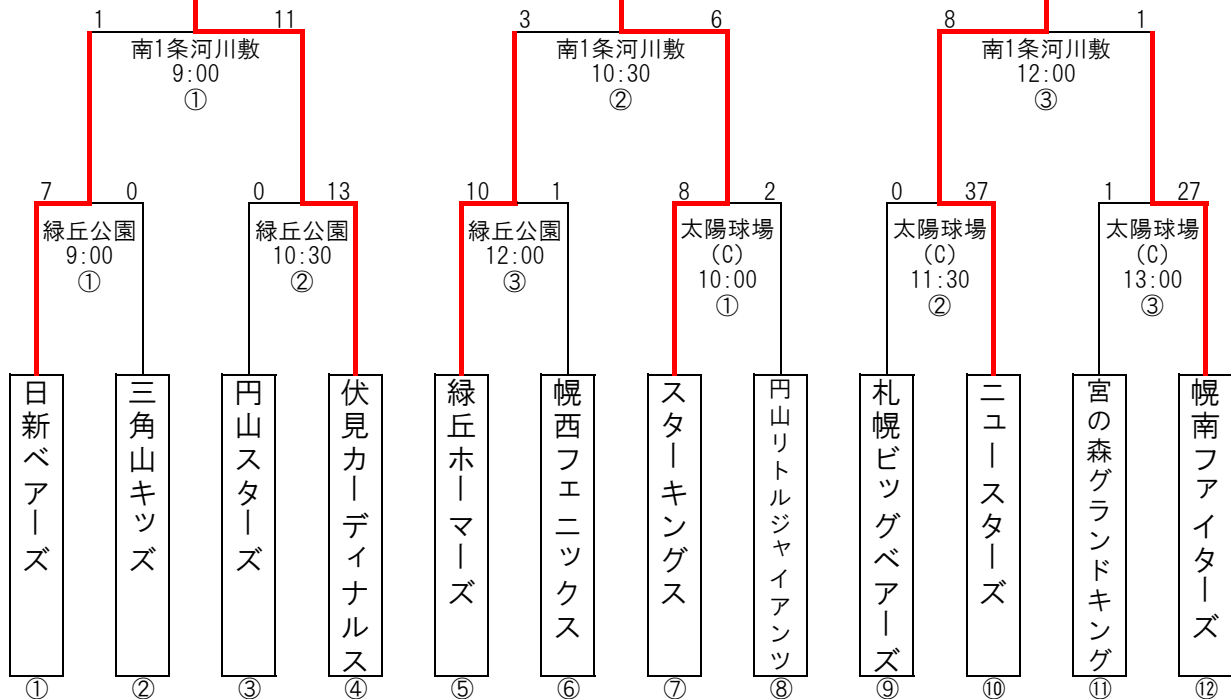 1 11 3 6 8 1
南1条河川敷 南1条河川敷 南1条河川敷
9:00 10:30 12:00
① ② ③
7 0 0 13 10 1 8 2 0 37 1 27
緑丘公園 緑丘公園 緑丘公園 太陽球場 太陽球場 太陽球場
9:00 10:30 12:00 (C) (C) (C)
① ② ③ 10:00 11:30 13:00
① ② ③
日新ベアーズ
三角山キッズ
円山スターズ
伏見カーディナルス
緑丘ホーマーズ
幌西フェニックス
スターキングス
円山リトルジャイアンツ
札幌ビッグベアーズ
ニュースターズ
宮の森グランドキング
幌南ファイターズ
① ② ③ ④ ⑤ ⑥ ⑦ ⑧ ⑨ ⑩ ⑪ ⑫